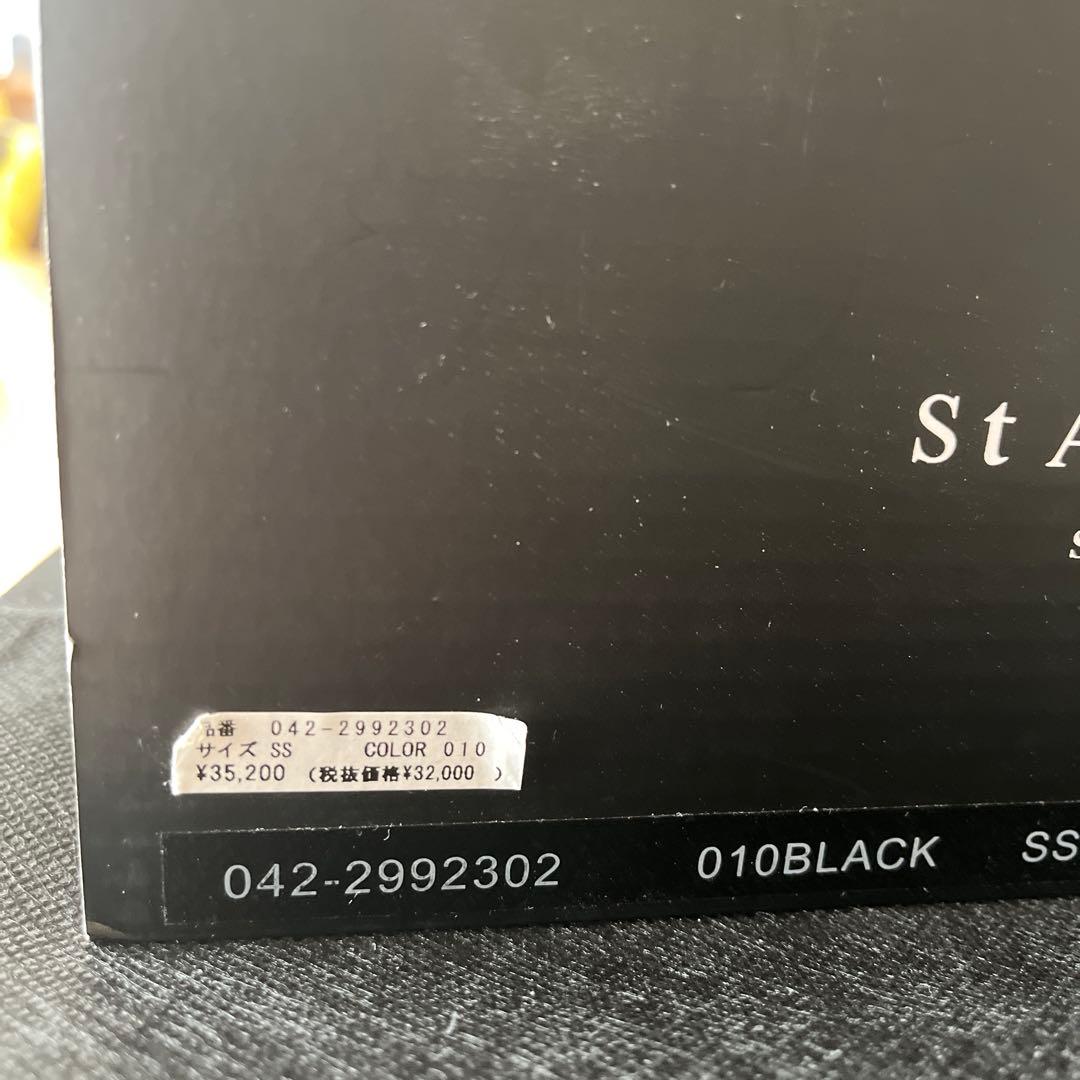 St A
s
品番 042-2992302
サイズ SS COLOR 010
¥35,200 (税抜価格¥32,000 )
042-2992302 010BLACK SS